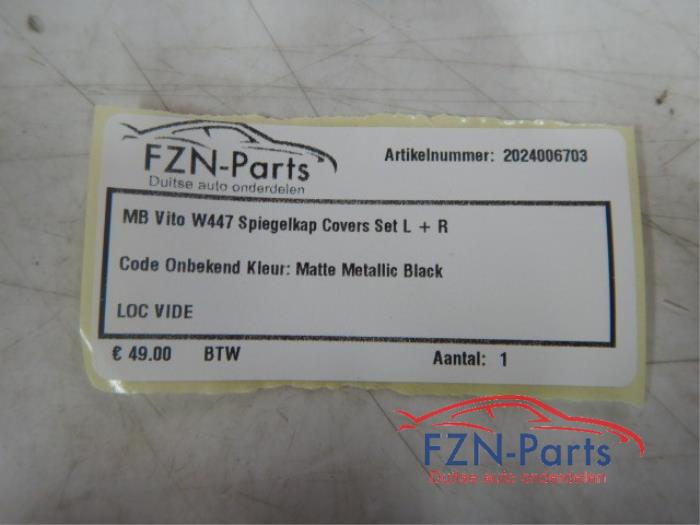 FZN-Parts
Duitse auto onderdelen
Artikelnummer: 2024006703
MB Vito W447 Spiegelkap Covers Set L + R
Code Onbekend Kleur: Matte Metallic Black
LOC VIDE
€ 49.00 BTW Aantal: 1
FZN-Parts
Duitse auto onderdelen